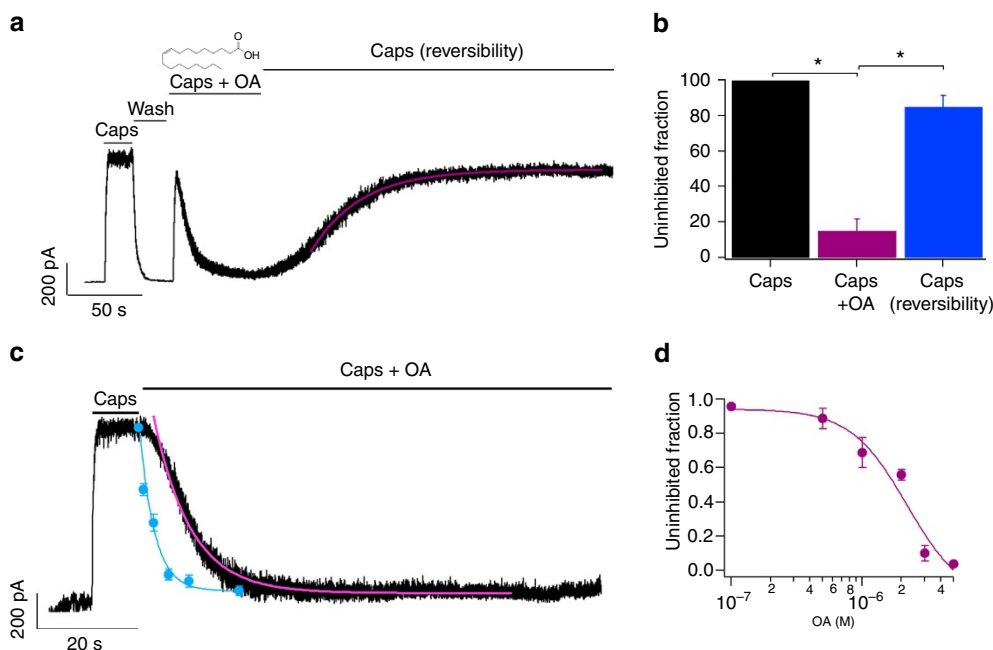 a
O
OH
Caps (reversibility)
Caps + OA
Wash
Caps
200 pA
50 s
b
*
*
Uninhibited fraction
100
80
60
40
20
0
Caps
Caps
+OA
Caps
(reversibility)
c
Caps + OA
Caps
200 pA
20 s
d
Uninhibited fraction
1.0
0.8
0.6
0.4
0.2
0.0
10⁻⁷ 2 4 6 8 10⁻⁶ 2 4
OA (M)